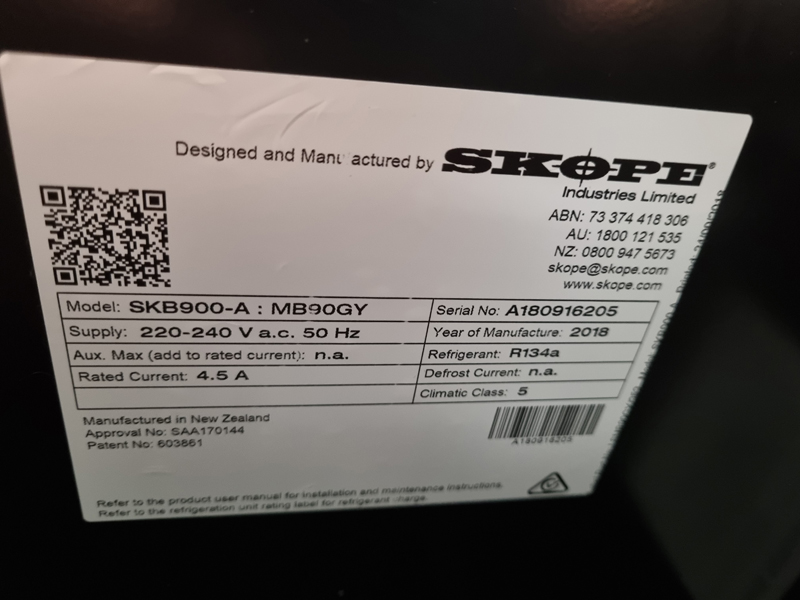 Designed and Manu actured by SKOPE®
Industries Limited
ABN: 73 374 418 306
AU: 1800 121 535
NZ: 0800 947 5673
skope@skope.com
www.skope.com
Model: SKB900-A : MB90GY
Serial No: A180916205
Supply: 220-240 V a.c. 50 Hz
Year of Manufacture: 2018
Aux. Max (add to rated current): n.a.
Refrigerant: R134a
Rated Current: 4.5 A
Defrost Current: n.a.
Climatic Class: 5
Manufactured in New Zealand
Approval No: SAA170144
Patent No: 603861
A180916205
Refer to the product user manual for installation and maintenance instructions.
Refer to the refrigeration unit rating label for refrigerant charge.